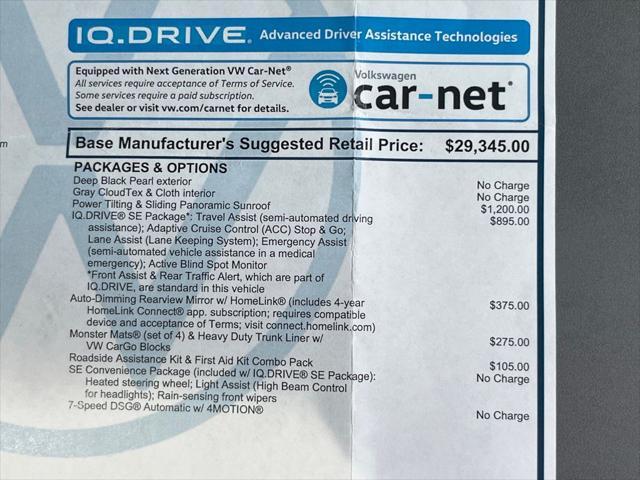 IQ.DRIVE® Advanced Driver Assistance Technologies
Equipped with Next Generation VW Car-Net®
All services require acceptance of Terms of Service.
Some services require a paid subscription.
See dealer or visit vw.com/carnet for details.
Volkswagen
car-net®
m
Base Manufacturer's Suggested Retail Price: $29,345.00
PACKAGES & OPTIONS
Deep Black Pearl exterior No Charge
Gray CloudTex & Cloth interior No Charge
Power Tilting & Sliding Panoramic Sunroof $1,200.00
IQ.DRIVE® SE Package*: Travel Assist (semi-automated driving $895.00
assistance); Adaptive Cruise Control (ACC) Stop & Go;
Lane Assist (Lane Keeping System); Emergency Assist
(semi-automated vehicle assistance in a medical
emergency); Active Blind Spot Monitor
*Front Assist & Rear Traffic Alert, which are part of
IQ.DRIVE, are standard in this vehicle
Auto-Dimming Rearview Mirror w/ HomeLink® (includes 4-year $375.00
HomeLink Connect® app. subscription; requires compatible
device and acceptance of Terms; visit connect.homelink.com)
Monster Mats® (set of 4) & Heavy Duty Trunk Liner w/ $275.00
VW CarGo Blocks
Roadside Assistance Kit & First Aid Kit Combo Pack $105.00
SE Convenience Package (included w/ IQ.DRIVE® SE Package): No Charge
Heated steering wheel; Light Assist (High Beam Control
for headlights); Rain-sensing front wipers
7-Speed DSG® Automatic w/ 4MOTION® No Charge